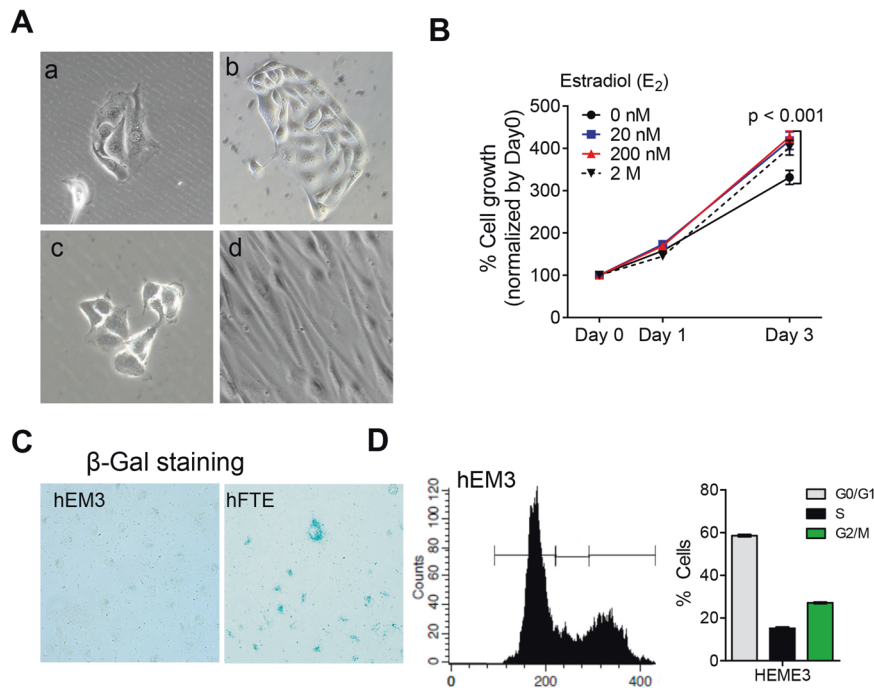 A
a
b
c
d
B
Estradiol (E₂)
500
400
300
200
100
0
% Cell growth
(normalized by Day0)
0 nM
20 nM
200 nM
2 M
p < 0.001
Day 0
Day 1
Day 3
C
β-Gal staining
hEM3
hFTE
D
hEM3
120
100
80
60
40
20
0
Counts
0
200
400
80
60
40
20
0
% Cells
G0/G1
S
G2/M
HEME3